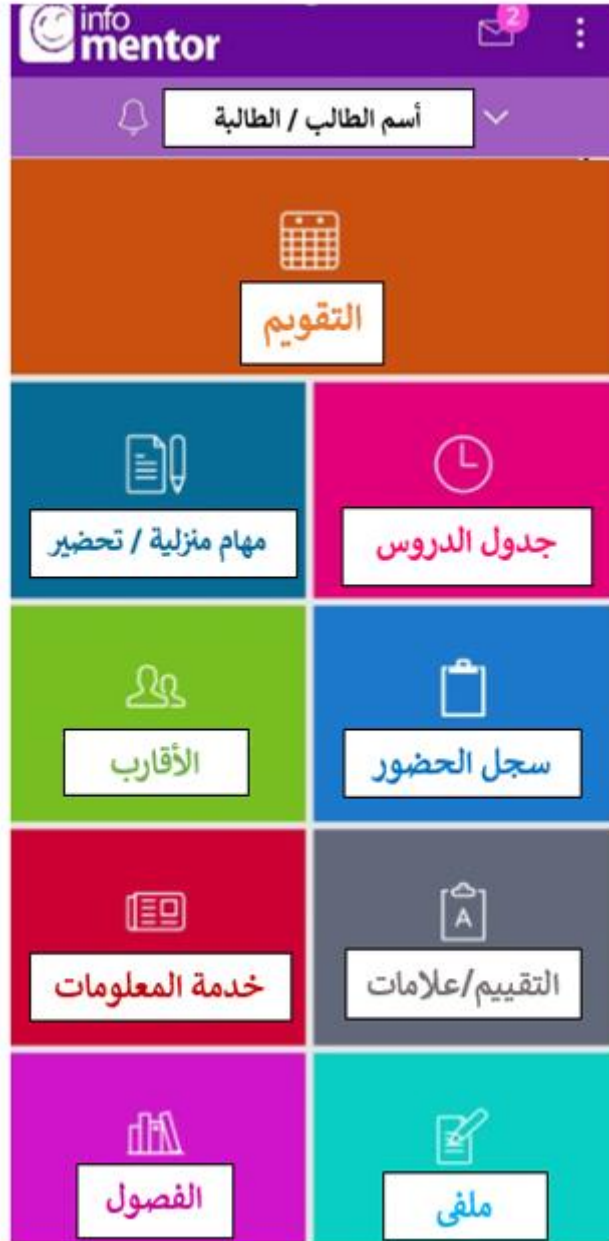 info
mentor
2
أسم الطالب / الطالبة
التقويم
جدول الدروس
مهام منزلية / تحضير
سجل الحضور
الأقارب
A
التقييم/علامات
خدمة المعلومات
ملفى
الفصول